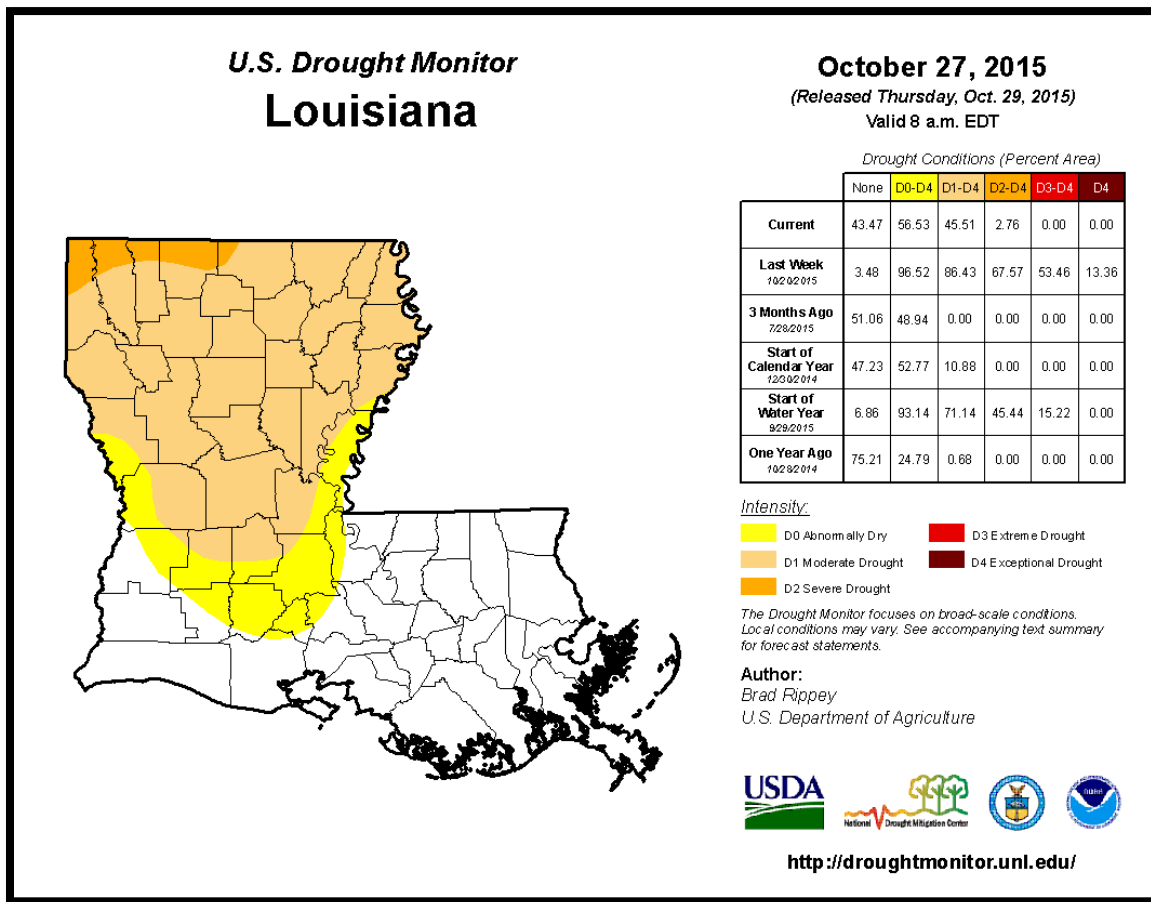 U.S. Drought Monitor
Louisiana
October 27, 2015
(Released Thursday, Oct. 29, 2015)
Valid 8 a.m. EDT
Drought Conditions (Percent Area)
None D0-D4 D1-D4 D2-D4 D3-D4 D4
Current 43.47 56.53 45.51 2.76 0.00 0.00
Last Week
10/20/2015 3.48 96.52 86.43 67.57 53.46 13.36
3 Months Ago
7/28/2015 51.06 48.94 0.00 0.00 0.00 0.00
Start of
Calendar Year
12/30/2014 47.23 52.77 10.88 0.00 0.00 0.00
Start of
Water Year
9/29/2015 6.86 93.14 71.14 45.44 15.22 0.00
One Year Ago
10/28/2014 75.21 24.79 0.68 0.00 0.00 0.00
Intensity:
D0 Abnormally Dry D3 Extreme Drought
D1 Moderate Drought D4 Exceptional Drought
D2 Severe Drought
The Drought Monitor focuses on broad-scale conditions.
Local conditions may vary. See accompanying text summary
for forecast statements.
Author:
Brad Rippey
U.S. Department of Agriculture
USDA
National Drought Mitigation Center
NOAA
http://droughtmonitor.unl.edu/